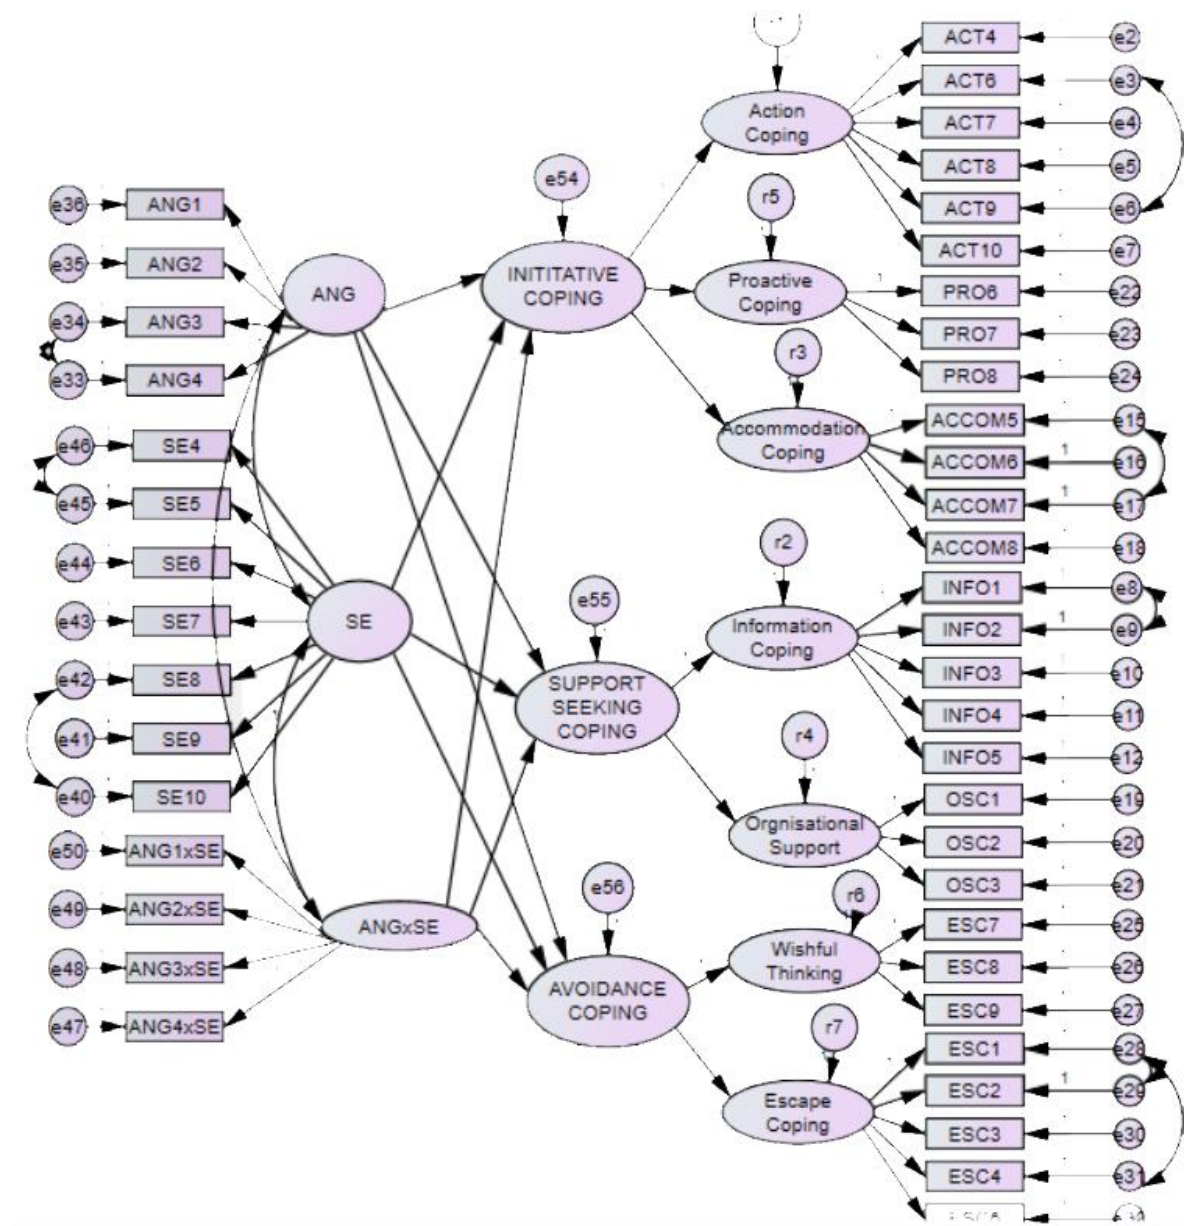 ACT4
e2
ACT6
e3
Action
Coping
ACT7
e4
ACT8
e5
e54
ACT9
e6
r5
e36
ANG1
ACT10
e7
ANG2
e35
INITITATIVE
COPING
Proactive
Coping
1
PRO6
e22
ANG
ANG3
e34
PRO7
e23
r3
ANG4
e33
PRO8
e24
ACCOM5
e15
Accommodation
Coping
e46
SE4
ACCOM6
1
e16
SE5
e45
ACCOM7
1
e17
r2
ACCOM8
e18
SE6
e44
INFO1
e8
e55
SE7
e43
SE
Information
Coping
INFO2
1
e9
INFO3
e10
SE8
e42
SUPPORT
SEEKING
COPING
INFO4
e11
r4
SE9
e41
INFO5
e12
SE10
e40
OSC1
e19
Orgnisational
Support
OSC2
e20
e50
ANG1xSE
OSC3
e21
e56
r6
e49
ANG2xSE
ANGxSE
ESC7
e25
Wishful
Thinking
e48
ANG3xSE
ESC8
e26
AVOIDANCE
COPING
ESC9
e27
e47
ANG4xSE
r7
ESC1
e28
ESC2
1
e29
Escape
Coping
ESC3
e30
ESC4
e31